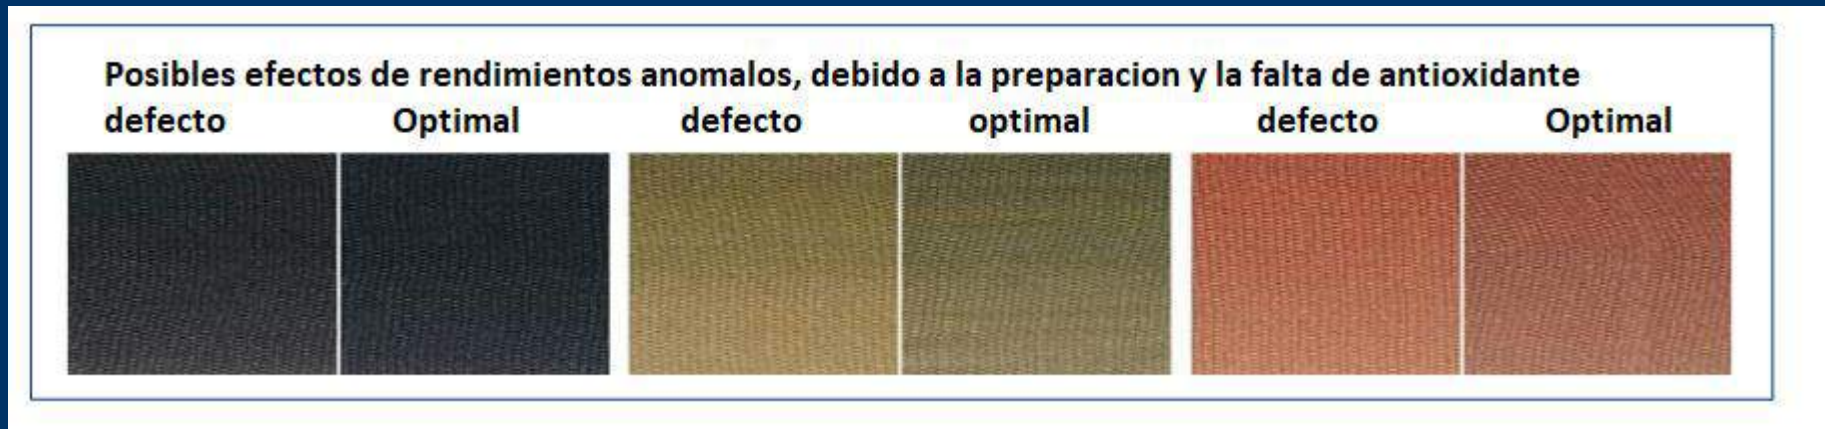 Posibles efectos de rendimientos anomalos, debido a la preparacion y la falta de antioxidante
defecto Optimal defecto optimal defecto Optimal